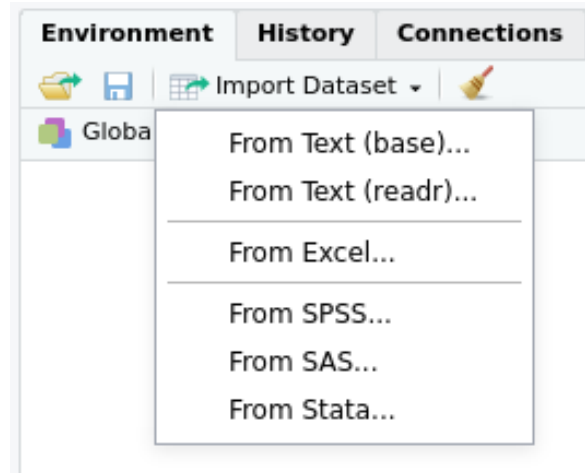 Environment History Connections
Import Dataset
Globa
From Text (base)...
From Text (readr)...
From Excel...
From SPSS...
From SAS...
From Stata...